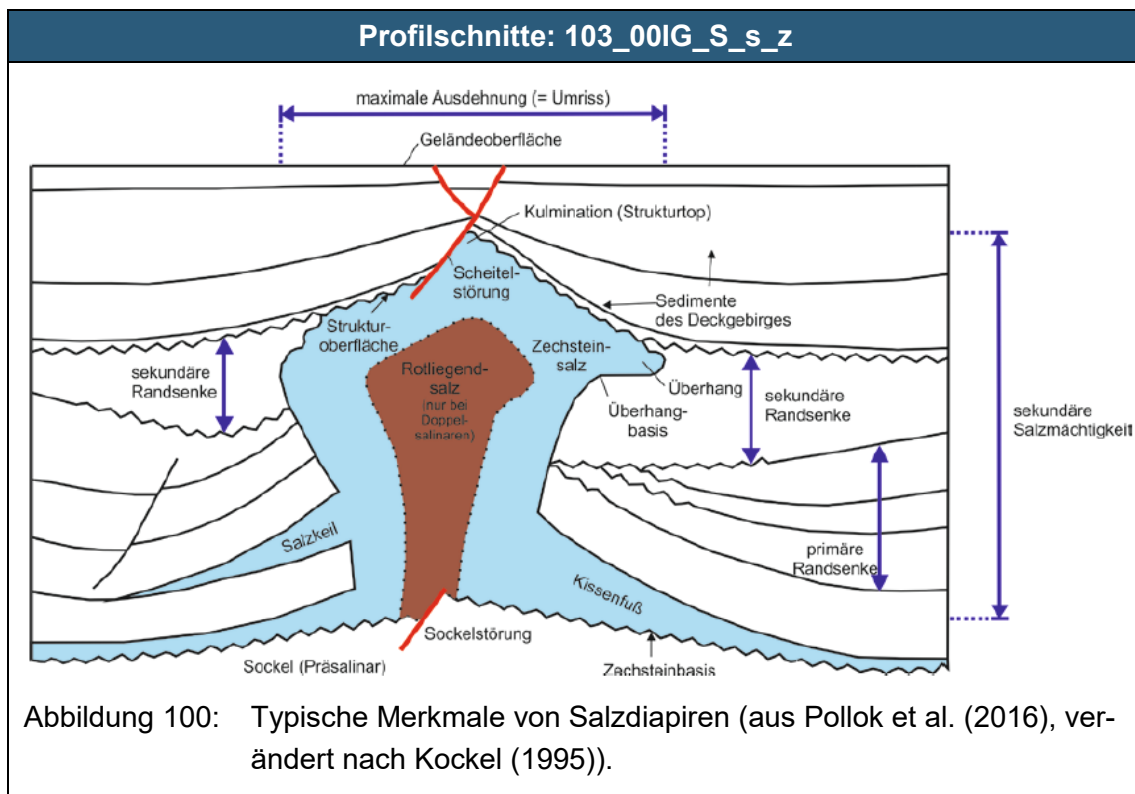 Profilschnitte: 103_00IG_S_s_z
maximale Ausdehnung (= Umriss)
Geländeoberfläche
Kulmination (Strukturtop)
Scheitel-
störung
Sedimente
des Deckgebirges
Struktur-
oberfläche
Zechstein-
salz
sekundäre
Randsenke
Rotliegend-
salz
(nur bei
Doppel-
salinaren)
Überhang
Überhang-
basis
sekundäre
Randsenke
sekundäre
Salzmächtigkeit
Salzkeil
primäre
Randsenke
Kissenfuß
Sockelstörung
Sockel (Präsalinar)
Zechsteinbasis
Abbildung 100: Typische Merkmale von Salzdiapiren (aus Pollok et al. (2016), ver-
ändert nach Kockel (1995)).